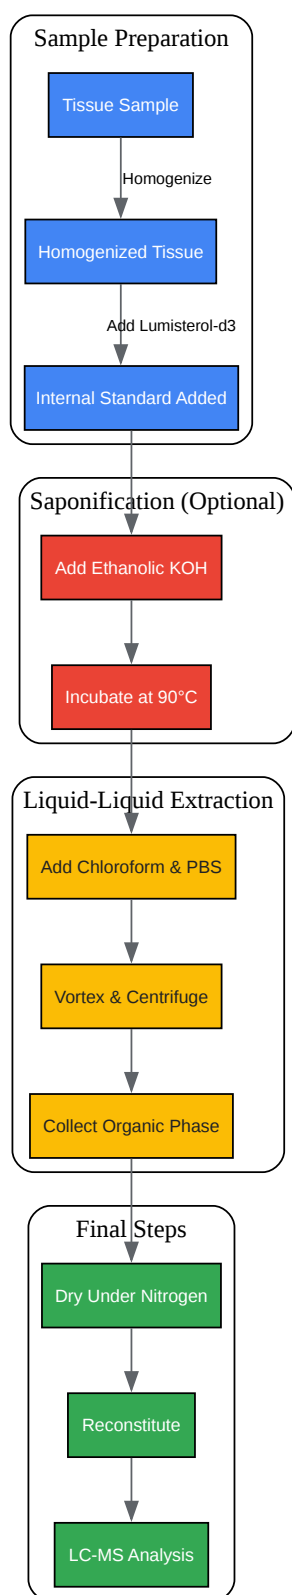 Sample Preparation
Tissue Sample
Homogenize
Homogenized Tissue
Add Lumisterol-d3
Internal Standard Added
Saponification (Optional)
Add Ethanolic KOH
Incubate at 90°C
Liquid-Liquid Extraction
Add Chloroform & PBS
Vortex & Centrifuge
Collect Organic Phase
Final Steps
Dry Under Nitrogen
Reconstitute
LC-MS Analysis